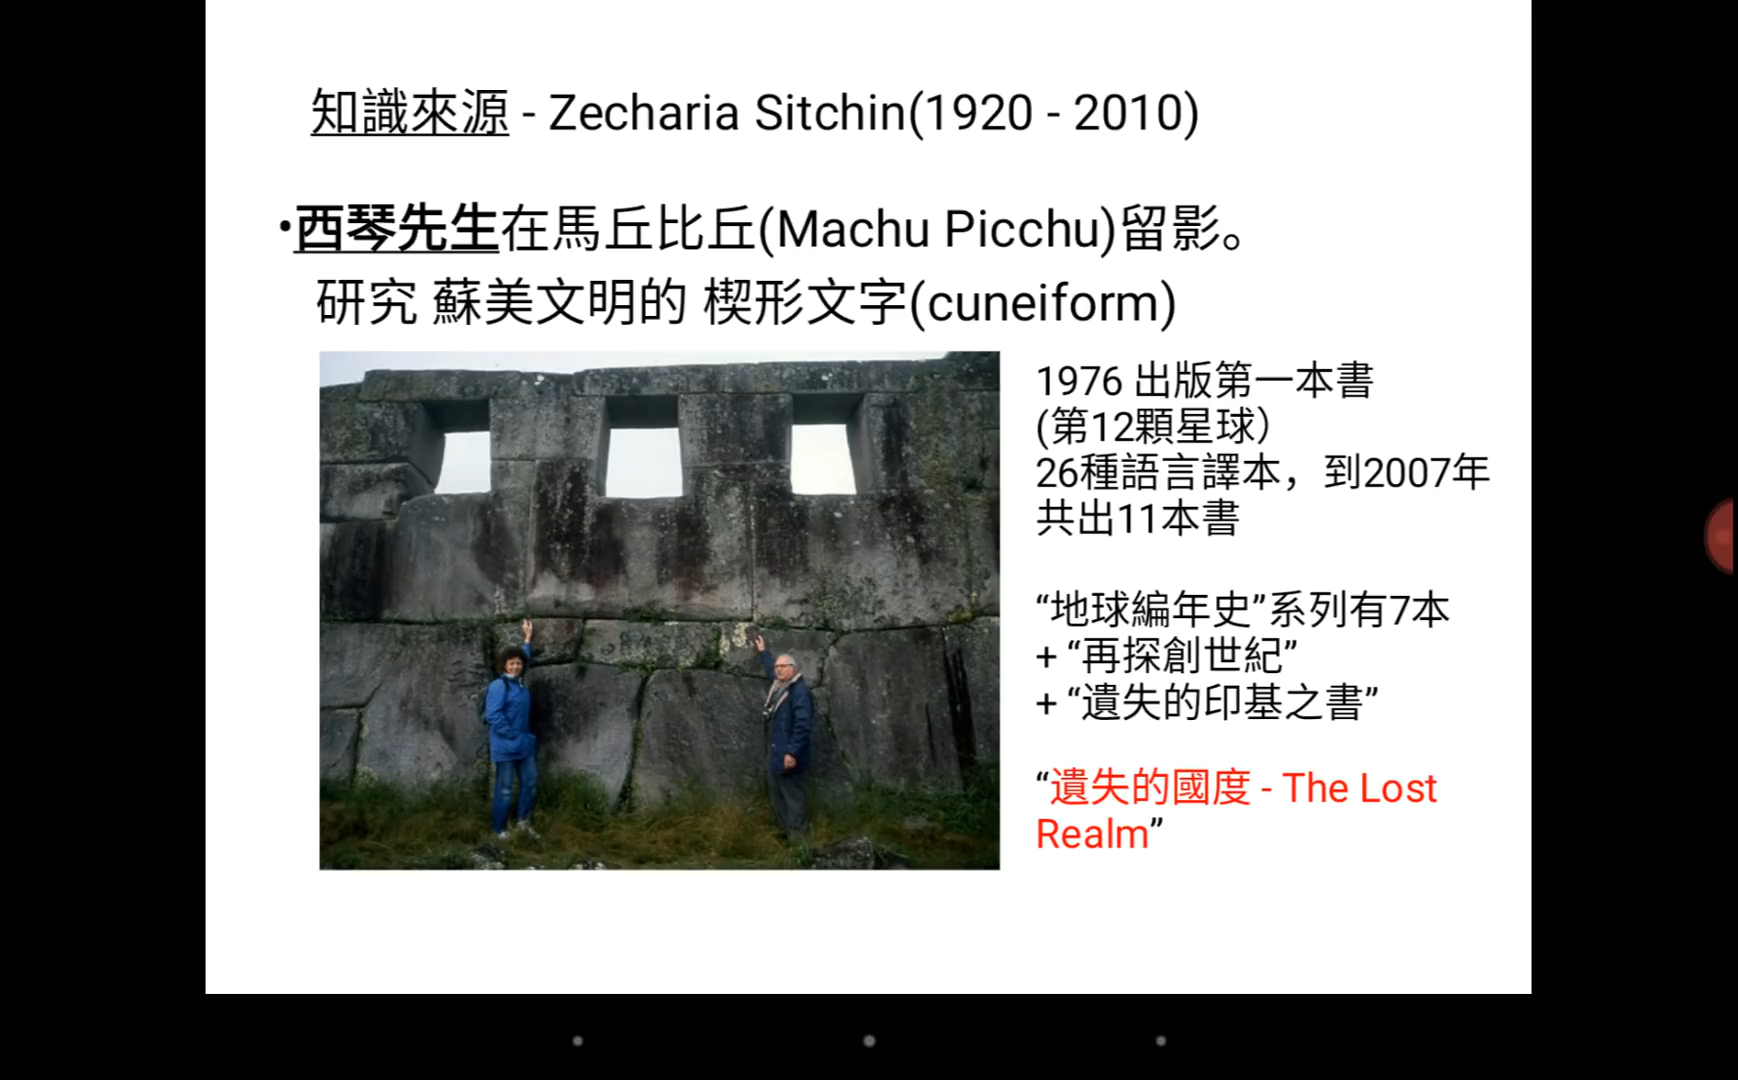 知識來源 - Zecharia Sitchin(1920 - 2010)
•西琴先生在馬丘比丘(Machu Picchu)留影。
研究 蘇美文明的 楔形文字(cuneiform)
1976 出版第一本書
(第12顆星球）
26種語言譯本，到2007年
共出11本書
“地球編年史”系列有7本
+ “再探創世紀”
+ “遺失的印基之書”
“遺失的國度 - The Lost
Realm”